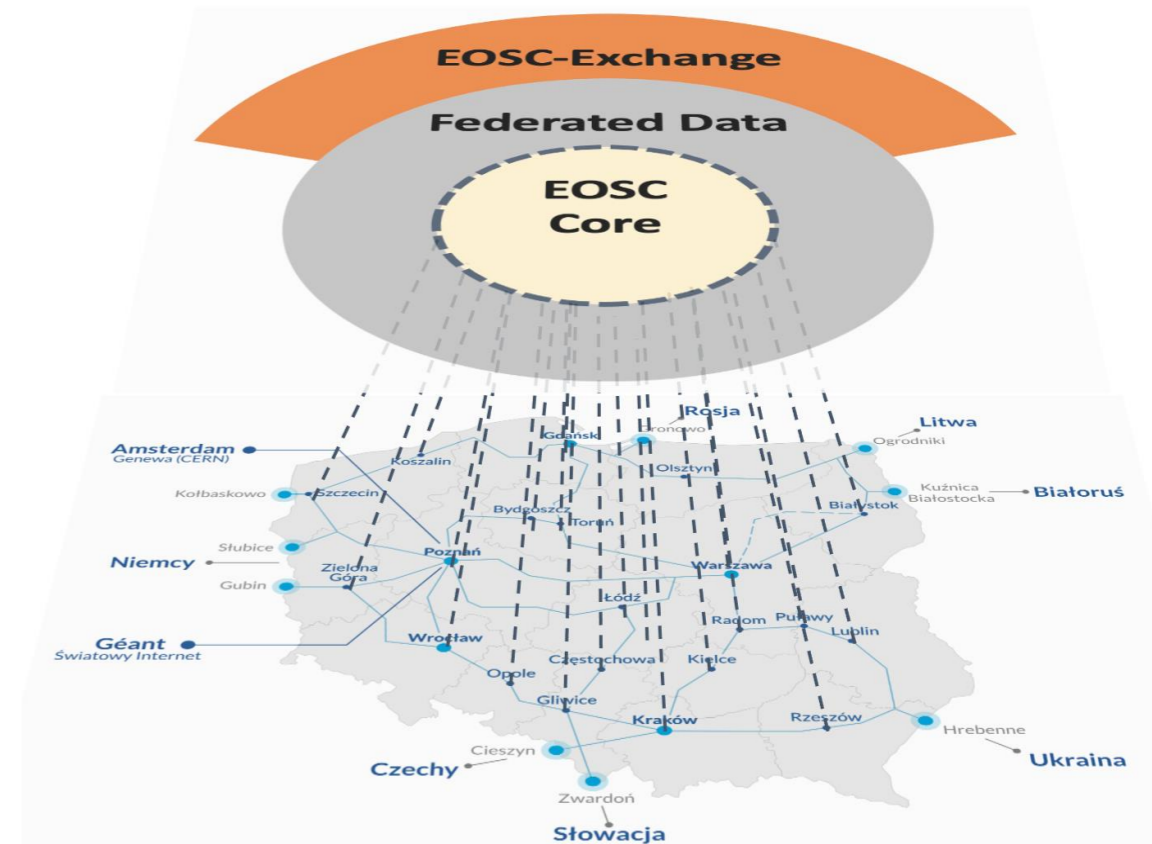 EOSC-Exchange
Federated Data
EOSC
Core
Rosja
Litwa
Gronowo
Gdańsk
Ogrodniki
Amsterdam
Genewa (CERN)
Koszalin
Olsztyn
Kołbaskowo
Szczecin
Kuźnica
Białostocka
Białoruś
Bydgoszcz
Białystok
Toruń
Słubice
Poznań
Niemcy
Zielona
Góra
Warszawa
Gubin
Łódź
Radom
Puławy
Lublin
Géant
Światowy Internet
Wrocław
Częstochowa
Kielce
Opole
Gliwice
Kraków
Rzeszów
Hrebenne
Cieszyn
Czechy
Ukraina
Zwardoń
Słowacja